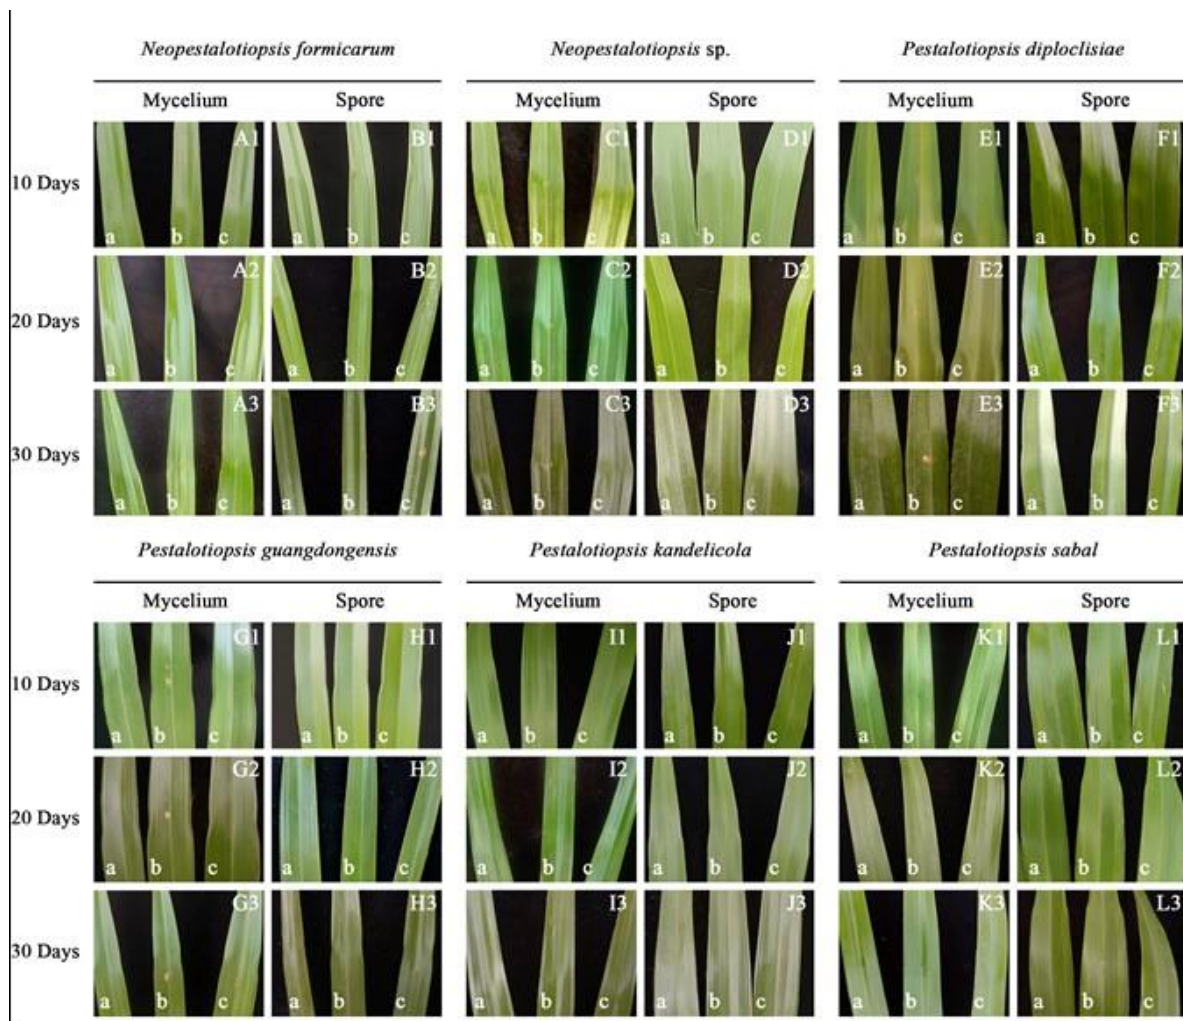 Neopestalotiopsis formicarum Neopestalotiopsis sp. Pestalotiopsis diploclisiae
Mycelium Spore Mycelium Spore Mycelium Spore
A1 B1 C1 D1 E1 F1
10 Days
a b c a b c a b c a b c a b c a b c
A2 B2 C2 D2 E2 F2
20 Days
a b c a b c a b c a b c a b c a b c
A3 B3 C3 D3 E3 F3
30 Days
a b c a b c a b c a b c a b c a b c
Pestalotiopsis guangdongensis Pestalotiopsis kandelicola Pestalotiopsis sabal
Mycelium Spore Mycelium Spore Mycelium Spore
G1 H1 I1 J1 K1 L1
10 Days
a b c a b c a b c a b c a b c a b c
G2 H2 I2 J2 K2 L2
20 Days
a b c a b c a b c a b c a b c a b c
G3 H3 I3 J3 K3 L3
30 Days
a b c a b c a b c a b c a b c a b c